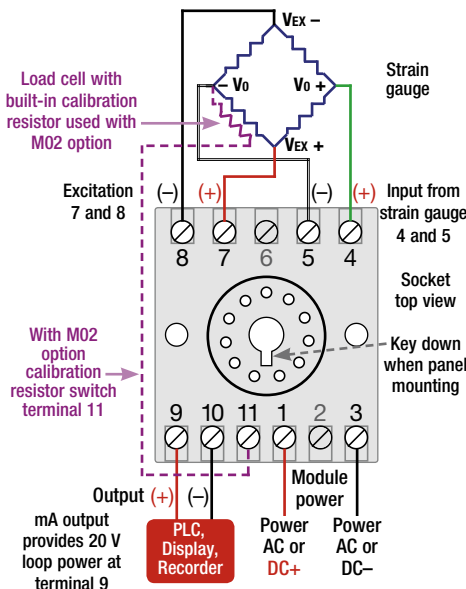 VEX –
Load cell with
built-in calibration
resistor used with
M02 option
– V0
V0 +
Strain
gauge
VEX +
Excitation
7 and 8
(–)
(+)
(–)
(+)
Input from
strain gauge
4 and 5
8
7
6
5
4
Socket
top view
Key down
when panel
mounting
With M02
option
calibration
resistor switch
terminal 11
9
10
11
1
2
3
Output (+) (–)
Module
power
mA output
provides 20 V
loop power at
terminal 9
PLC,
Display,
Recorder
Power
AC or
DC+
Power
AC or
DC–